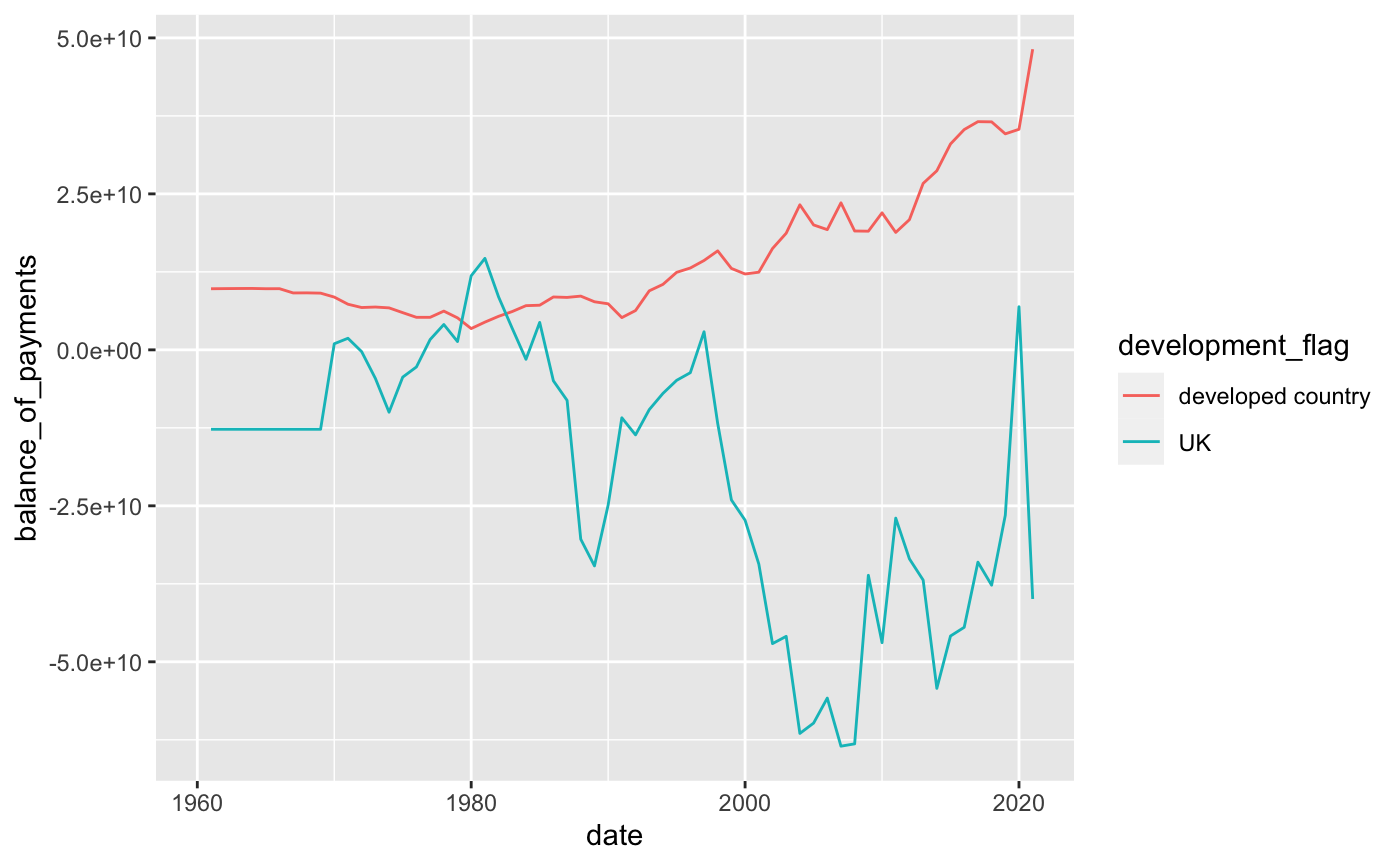 5.0e+10
2.5e+10
0.0e+00
-2.5e+10
-5.0e+10
balance_of_payments
1960 1980 2000 2020
date
development_flag
developed country
UK